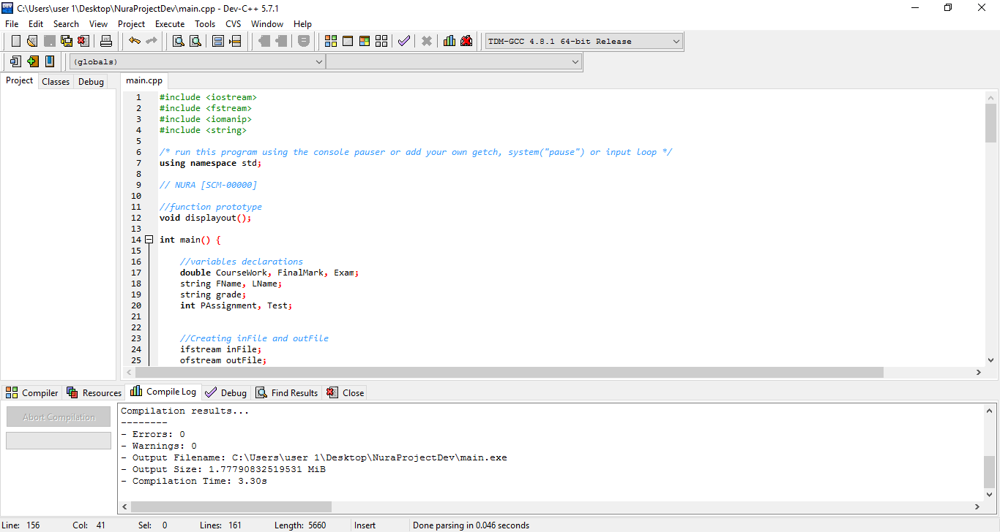 C:\Users\user 1\Desktop\NuraProjectDev\main.cpp - Dev-C++ 5.7.1
File Edit Search View Project Execute Tools CVS Window Help
TDM-GCC 4.8.1 64-bit Release
(globals)
Project Classes Debug main.cpp
1 #include <iostream>
2 #include <fstream>
3 #include <iomanip>
4 #include <string>
5
6 /* run this program using the console pauser or add your own getch, system("pause") or input loop */
7 using namespace std;
8
9 // NURA [SCM-00000]
10
11 //function prototype
12 void displayout();
13
14 int main() {
15
16 //variables declarations
17 double CourseWork, FinalMark, Exam;
18 string FName, LName;
19 string grade;
20 int PAssignment, Test;
21
22
23 //Creating inFile and outFile
24 ifstream inFile;
25 ofstream outFile;
Compiler Resources Compile Log Debug Find Results Close
Abort Compilation
Compilation results...
--------
- Errors: 0
- Warnings: 0
- Output Filename: C:\Users\user 1\Desktop\NuraProjectDev\main.exe
- Output Size: 1.77790832519531 MiB
- Compilation Time: 3.30s
Line: 156 Col: 41 Sel: 0 Lines: 161 Length: 5660 Insert Done parsing in 0.046 seconds